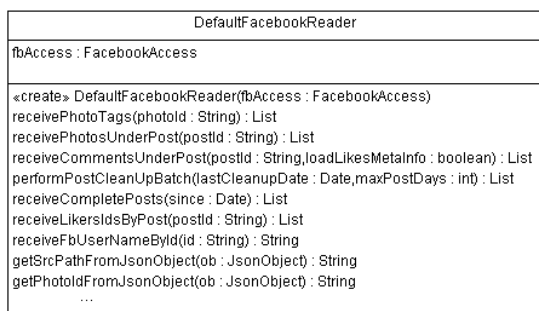 DefaultFacebookReader
fbAccess : FacebookAccess
«create» DefaultFacebookReader(fbAccess : FacebookAccess)
receivePhotoTags(photoId : String) : List
receivePhotosUnderPost(postId : String) : List
receiveCommentsUnderPost(postId : String,loadLikesMetaInfo : boolean) : List
performPostCleanUpBatch(lastCleanupDate : Date,maxPostDays : int) : List
receiveCompletePosts(since : Date) : List
receiveLikersIdsByPost(postId : String) : List
receiveFbUserNameById(id : String) : String
getSrcPathFromJsonObject(ob : JsonObject) : String
getPhotoIdFromJsonObject(ob : JsonObject) : String
...